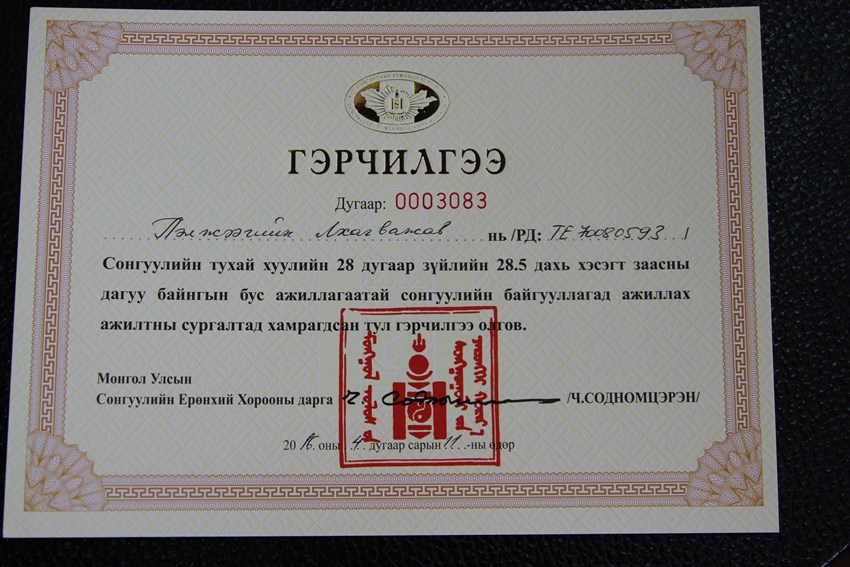 ГЭРЧИЛГЭЭ
Дугаар: 0003083
Пэлжээгийн Лхагважав нь /РД: ТЕ70080593 /
Сонгуулийн тухай хуулийн 28 дугаар зүйлийн 28.5 дахь хэсэгт заасны
дагуу байнгын бус ажиллагаатай сонгуулийн байгууллагад ажиллах
ажилтны сургалтад хамрагдсан тул гэрчилгээ олгов.
Монгол Улсын
Сонгуулийн Ерөнхий Хорооны дарга Ч. /Ч.СОДНОМЦЭРЭН/
2016 оны 4 дугаар сарын 11-ны өдөр